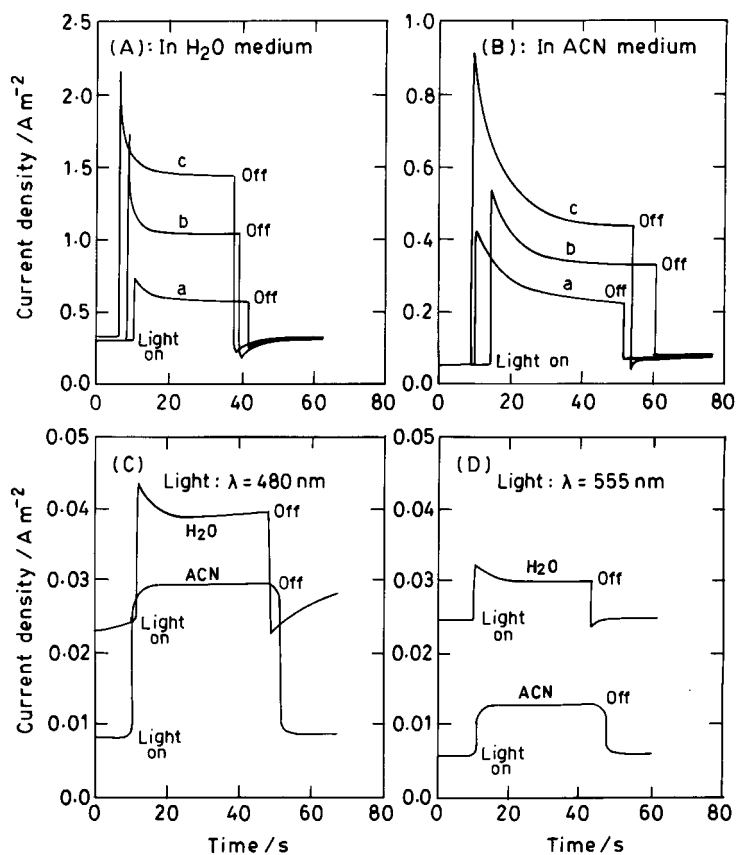 (A): In H2O medium
(B): In ACN medium
Current density /A m−2
2.5
2.0
1.5
1.0
0.5
0.0
c
Off
b
Off
a
Off
Light
on
0 20 40 60 80
1.0
0.8
0.6
0.4
0.2
0.0
c
Off
b
Off
a
Off
Light on
0 20 40 60 80
(C) Light: λ = 480 nm
(D) Light: λ = 555 nm
Current density /A m−2
0.05
0.04
0.03
0.02
0.01
0.0
Off
H2O
ACN
Off
Light
on
Light
on
0 20 40 60 80
Time/s
0.05
0.04
0.03
0.02
0.01
0.0
H2O
Off
Light
on
ACN
Off
Light
on
0 20 40 60 80
Time/s